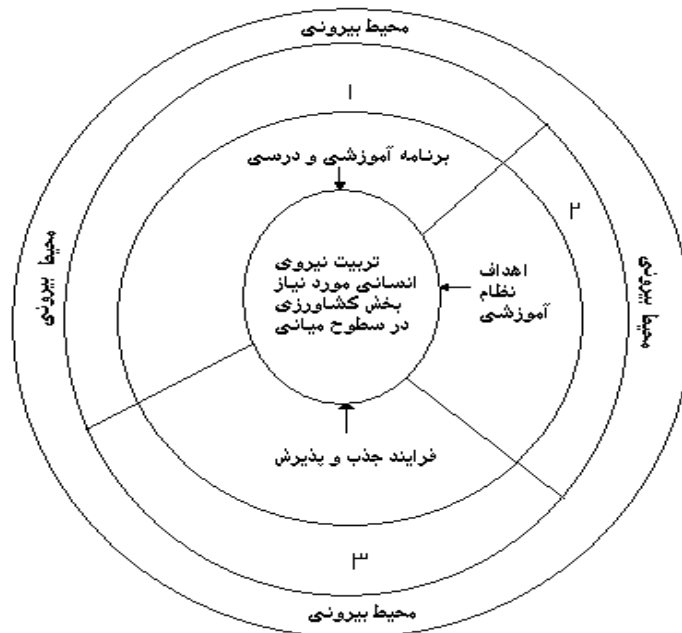 محیط بیرونی
۱
برنامه آموزشی و درسی
۲
تربیت نیروی
انسانی مورد نیاز
بخش کشاورزی
در سطوح میانی
اهداف
نظام
آموزشی
محیط بیرونی
محیط بیرونی
فرایند جذب و پذیرش
۳
محیط بیرونی